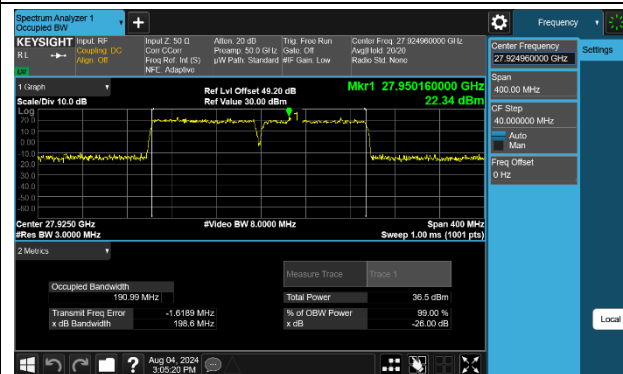 Spectrum Analyzer 1
Occupied BW
Frequency
KEYSIGHT Input: RF Input Z: 50 Ω Atten: 20 dB Trig: Free Run Center Freq: 27.924960000 GHz
RL Coupling: DC Corr CCorr Preamp: 50.0 GHz Gate: Off Avg|Hold: 20/20
Align: Off Freq Ref: Int (S) µW Path: Standard #IF Gain: Low Radio Std: None
NFE: Adaptive
Center Frequency
27.924960000 GHz
Settings
Span
400.00 MHz
CF Step
40.000000 MHz
Auto
Man
Freq Offset
0 Hz
Local
1 Graph
Ref Lvl Offset 49.20 dB
Mkr1 27.950160000 GHz
Scale/Div 10.0 dB
Ref Value 30.00 dBm
22.34 dBm
Log
20.0
10.0
0.00
-10.0
-20.0
-30.0
-40.0
-50.0
-60.0
1
Center 27.9250 GHz
#Video BW 8.0000 MHz
Span 400 MHz
#Res BW 3.0000 MHz
Sweep 1.00 ms (1001 pts)
2 Metrics
Measure Trace Trace 1
Occupied Bandwidth
190.99 MHz
Total Power 36.5 dBm
Transmit Freq Error -1.6189 MHz
% of OBW Power 99.00 %
x dB Bandwidth 198.6 MHz
x dB -26.00 dB
Aug 04, 2024
3:05:20 PM